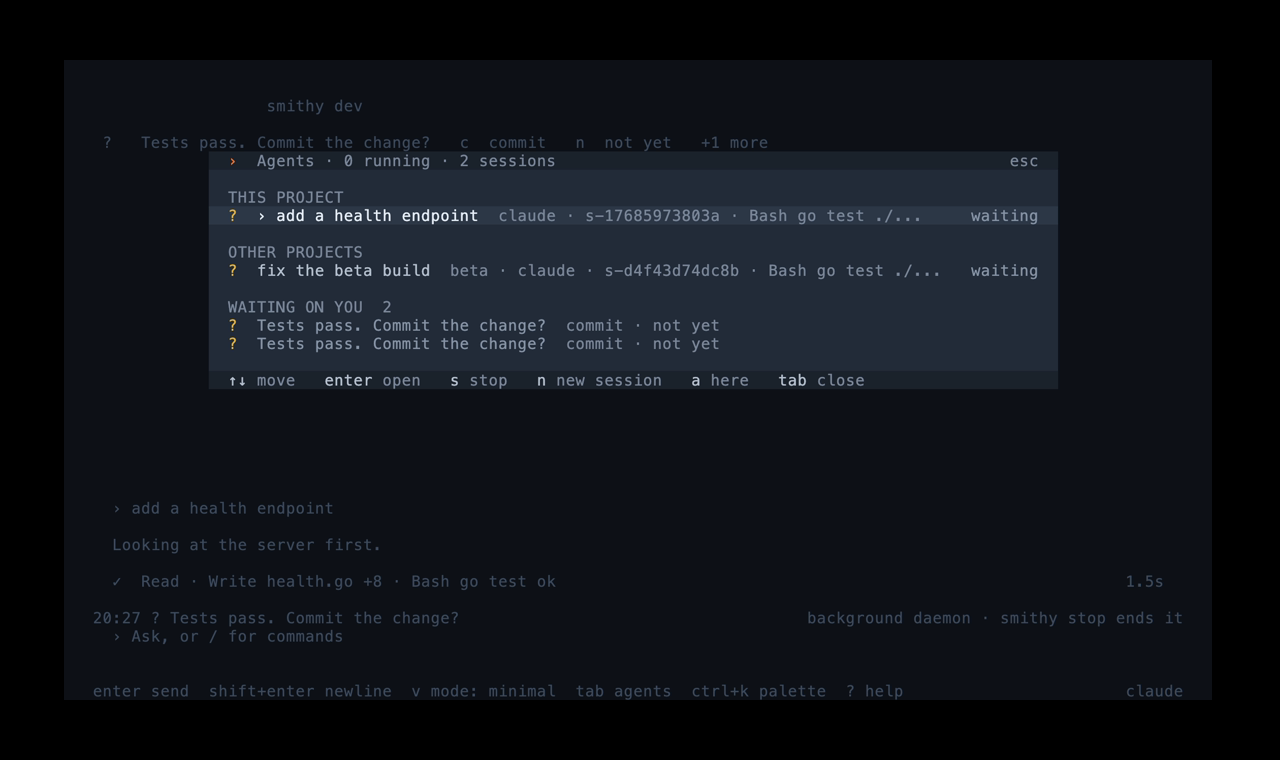 smithy dev
? Tests pass. Commit the change? c commit n not yet +1 more
› Agents · 0 running · 2 sessions esc
THIS PROJECT
? › add a health endpoint claude · s-17685973803a · Bash go test ./... waiting
OTHER PROJECTS
? fix the beta build beta · claude · s-d4f43d74dc8b · Bash go test ./... waiting
WAITING ON YOU 2
? Tests pass. Commit the change? commit · not yet
? Tests pass. Commit the change? commit · not yet
↑↓ move enter open s stop n new session a here tab close
› add a health endpoint
Looking at the server first.
✓ Read · Write health.go +8 · Bash go test ok 1.5s
20:27 ? Tests pass. Commit the change? background daemon · smithy stop ends it
› Ask, or / for commands
enter send shift+enter newline v mode: minimal tab agents ctrl+k palette ? help claude